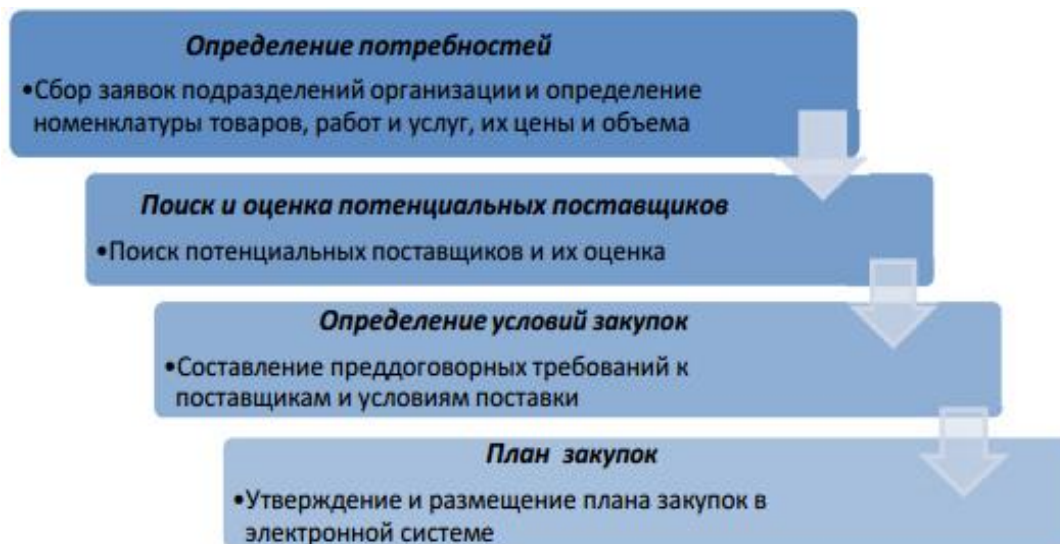 Определение потребностей
•Сбор заявок подразделений организации и определение
номенклатуры товаров, работ и услуг, их цены и объема
Поиск и оценка потенциальных поставщиков
•Поиск потенциальных поставщиков и их оценка
Определение условий закупок
•Составление преддоговорных требований к
поставщикам и условиям поставки
План закупок
•Утверждение и размещение плана закупок в
электронной системе